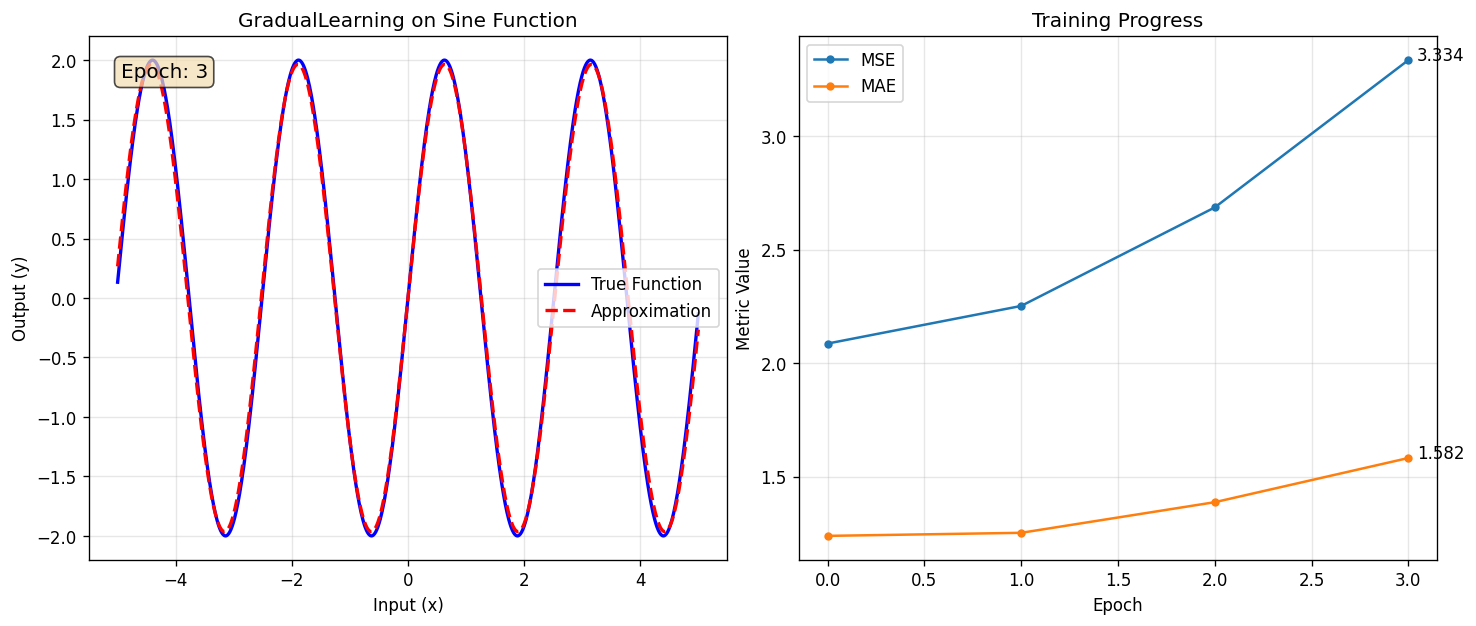 GradualLearning on Sine Function
Epoch: 3
2.0
1.5
1.0
0.5
0.0
−0.5
−1.0
−1.5
−2.0
Output (y)
True Function
Approximation
−4
−2
0
2
4
Input (x)
Training Progress
MSE
MAE
3.334
1.582
3.0
2.5
2.0
1.5
Metric Value
0.0
0.5
1.0
1.5
2.0
2.5
3.0
Epoch